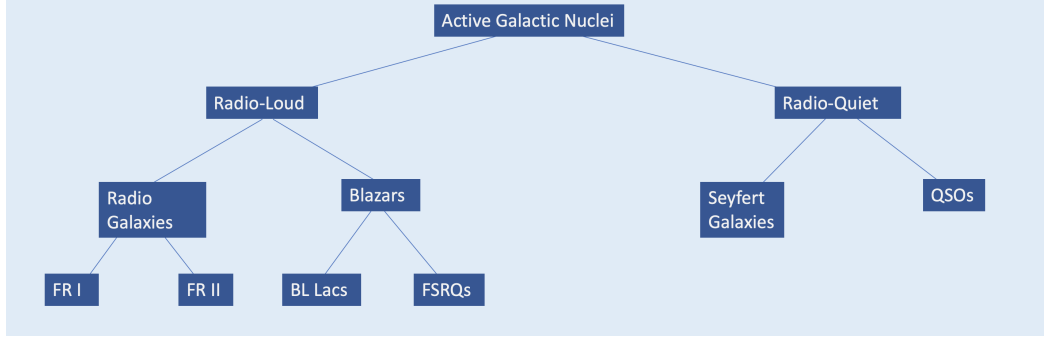 Active Galactic Nuclei
Radio-Loud
Radio-Quiet
Radio
Galaxies
Blazars
Seyfert
Galaxies
QSOs
FR I
FR II
BL Lacs
FSRQs